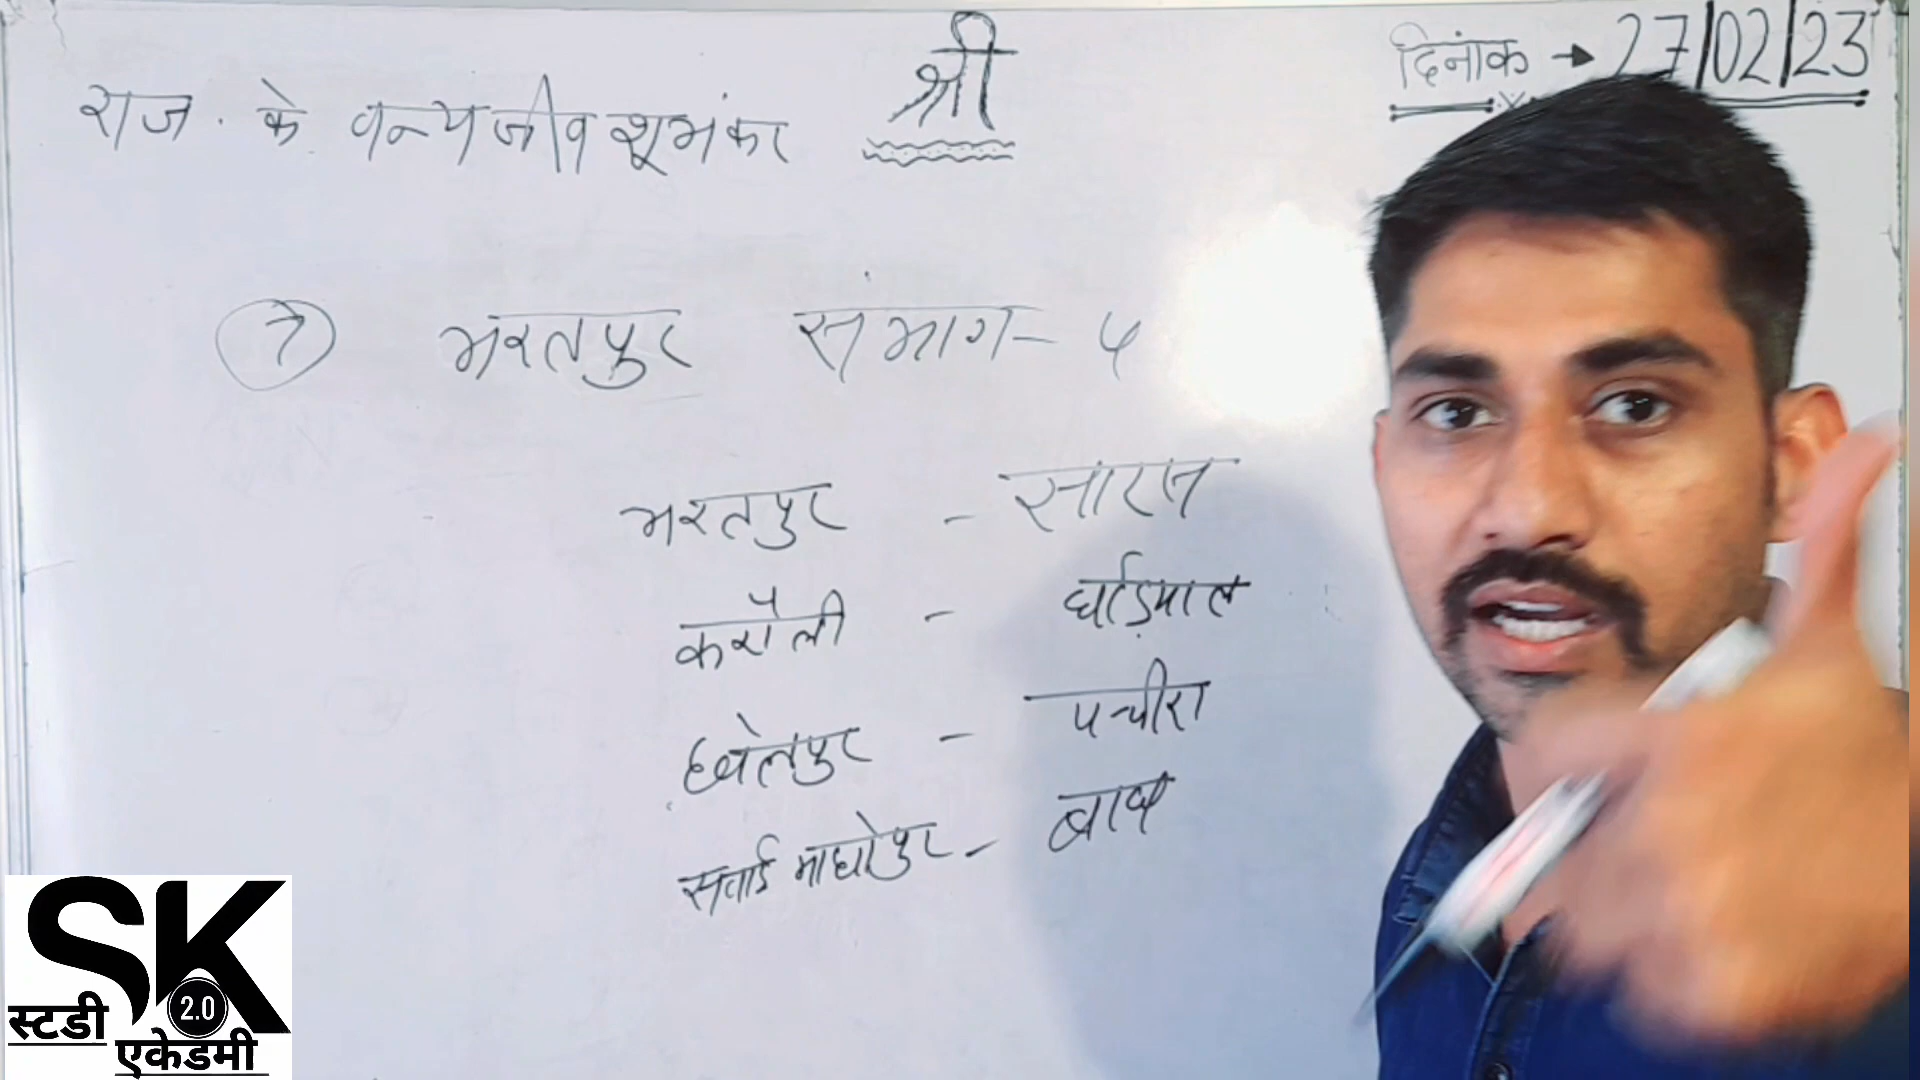 श्री
दिनांक → 27/02/23
राज. के वन्यजीव शूभंकर
7 भरतपुर संभाग - ५
भरतपुर - सारस
करौली - घड़ियाल
धौलपुर - पचीरा
सवाई माधोपुर - बाघ
SK
2.0
स्टडी
एकेडमी